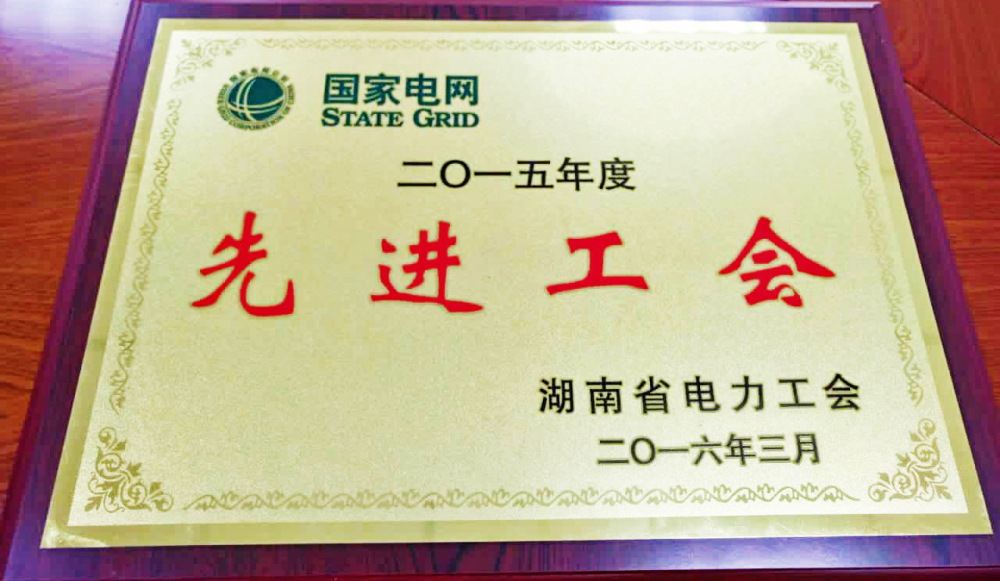 国家电网
STATE GRID
二〇一五年度
先进工会
湖南省电力工会
二〇一六年三月